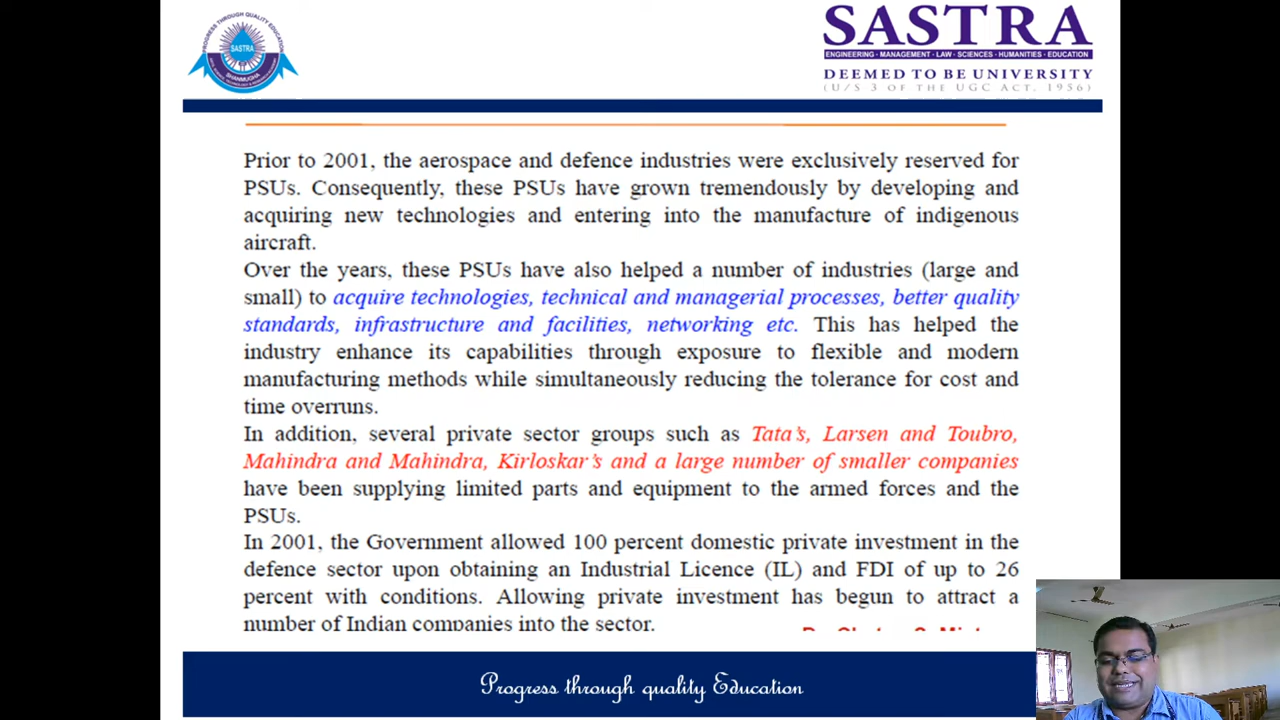 PROGRESS THROUGH QUALITY EDUCATION
SASTRA
SHANMUGHA
SASTRA
ENGINEERING · MANAGEMENT · LAW · SCIENCES · HUMANITIES · EDUCATION
DEEMED TO BE UNIVERSITY
(U/S 3 OF THE UGC ACT, 1956)
Prior to 2001, the aerospace and defence industries were exclusively reserved for
PSUs. Consequently, these PSUs have grown tremendously by developing and
acquiring new technologies and entering into the manufacture of indigenous
aircraft.
Over the years, these PSUs have also helped a number of industries (large and
small) to acquire technologies, technical and managerial processes, better quality
standards, infrastructure and facilities, networking etc. This has helped the
industry enhance its capabilities through exposure to flexible and modern
manufacturing methods while simultaneously reducing the tolerance for cost and
time overruns.
In addition, several private sector groups such as Tata's, Larsen and Toubro,
Mahindra and Mahindra, Kirloskar's and a large number of smaller companies
have been supplying limited parts and equipment to the armed forces and the
PSUs.
In 2001, the Government allowed 100 percent domestic private investment in the
defence sector upon obtaining an Industrial Licence (IL) and FDI of up to 26
percent with conditions. Allowing private investment has begun to attract a
number of Indian companies into the sector.
Progress through quality Education